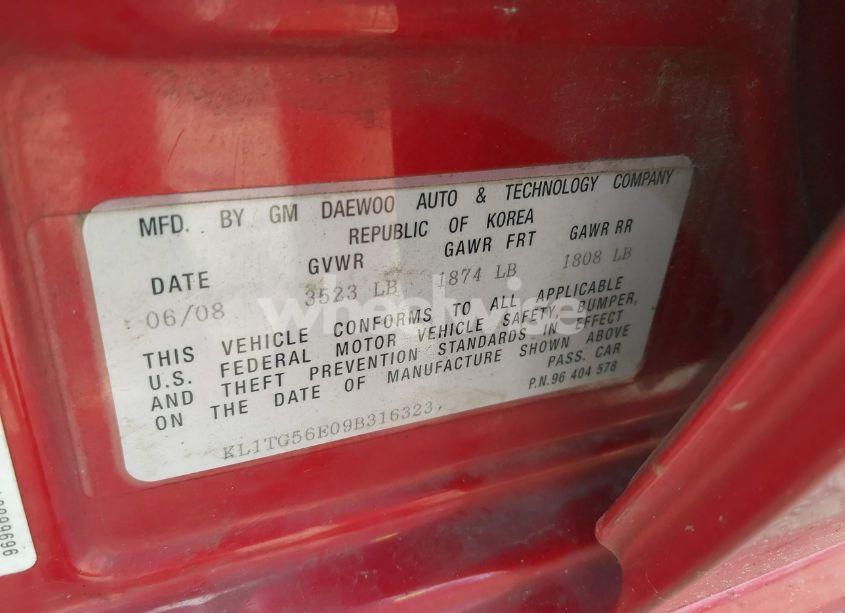 MFD. BY GM DAEWOO AUTO & TECHNOLOGY COMPANY
REPUBLIC OF KOREA
DATE GVWR GAWR FRT GAWR RR
06/08 3523 LB 1874 LB 1808 LB
THIS VEHICLE CONFORMS TO ALL APPLICABLE
U.S. FEDERAL MOTOR VEHICLE SAFETY, BUMPER,
AND THEFT PREVENTION STANDARDS IN EFFECT
ON THE DATE OF MANUFACTURE SHOWN ABOVE
PASS. CAR
P.N.96 404 578
KL1TG56E09B316323,
wheelwise